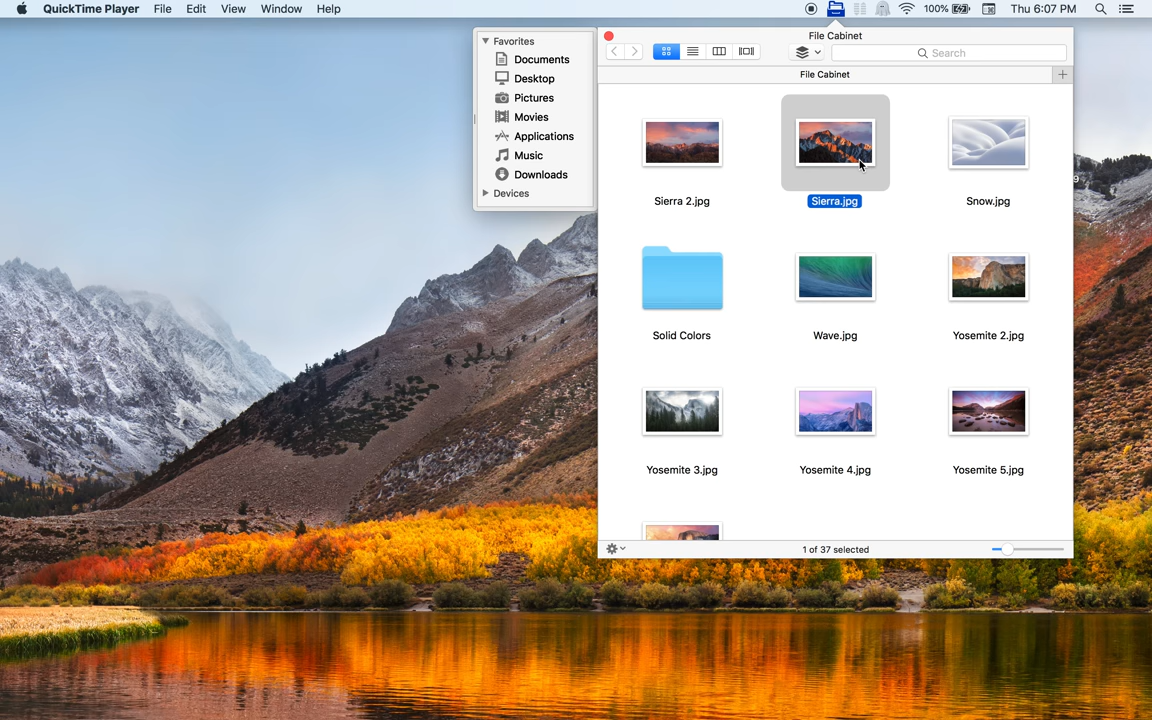 QuickTime Player File Edit View Window Help 100% Thu 6:07 PM
File Cabinet
Search
File Cabinet
Favorites
Documents
Desktop
Pictures
Movies
Applications
Music
Downloads
Devices
Sierra 2.jpg Sierra.jpg Snow.jpg
9
Solid Colors Wave.jpg Yosemite 2.jpg
Yosemite 3.jpg Yosemite 4.jpg Yosemite 5.jpg
1 of 37 selected